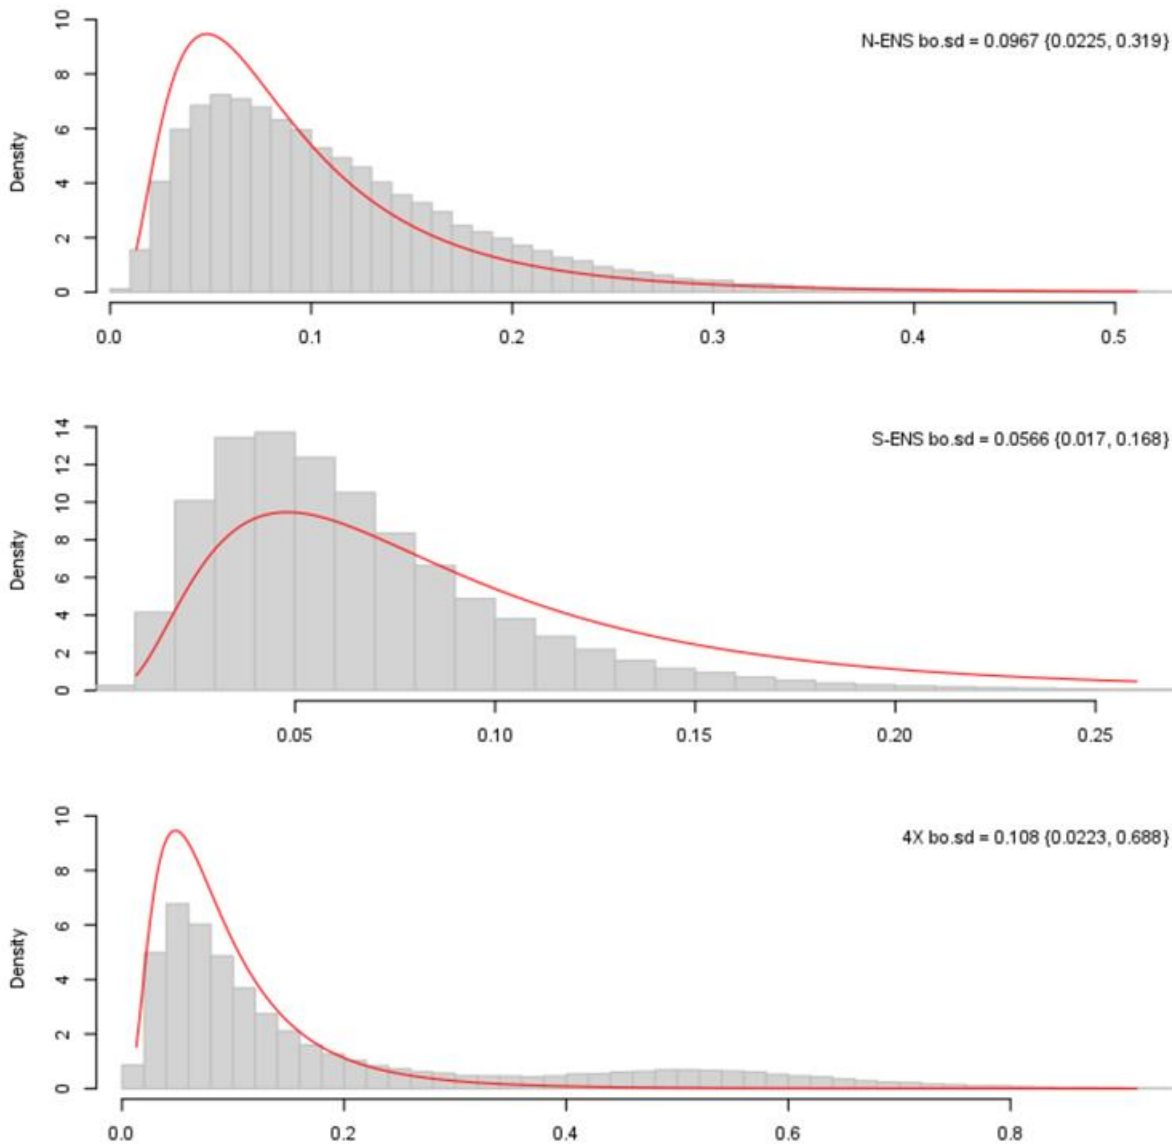 N-ENS bo.sd = 0.0967 {0.0225, 0.319}
Density
0 2 4 6 8 10
0.0 0.1 0.2 0.3 0.4 0.5
S-ENS bo.sd = 0.0566 {0.017, 0.168}
Density
0 2 4 6 8 10 12 14
0.05 0.10 0.15 0.20 0.25
4X bo.sd = 0.108 {0.0223, 0.688}
Density
0 2 4 6 8 10
0.0 0.2 0.4 0.6 0.8